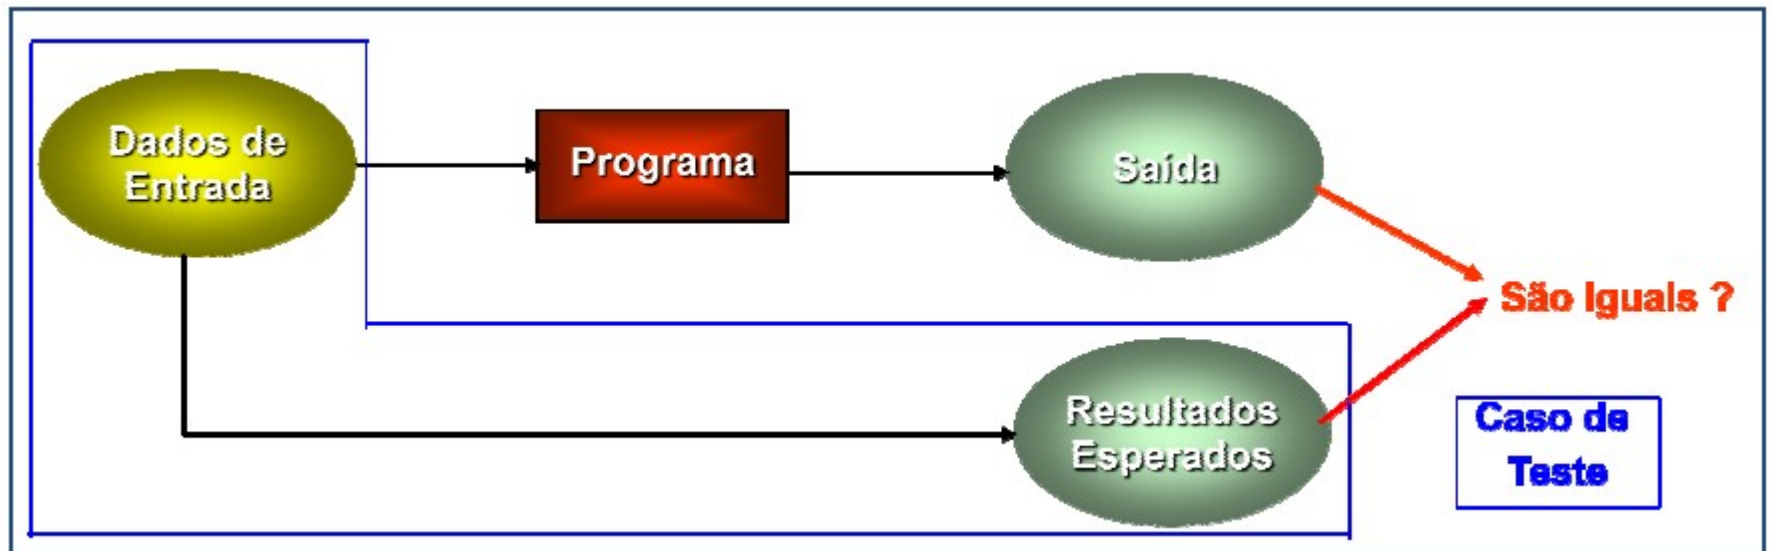 Dados de
Entrada
Programa
Saída
São Iguais ?
Resultados
Esperados
Caso de
Teste